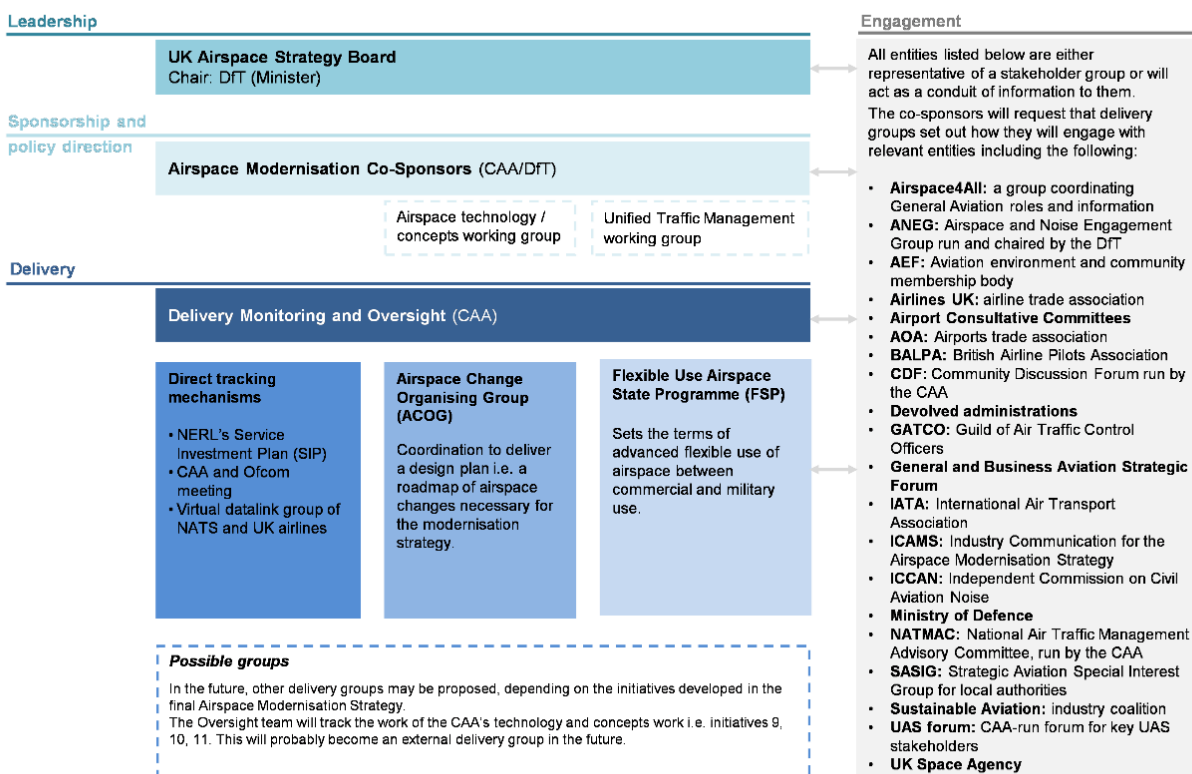 Leadership
UK Airspace Strategy Board
Chair: DfT (Minister)
Sponsorship and
policy direction
Airspace Modernisation Co-Sponsors (CAA/DfT)
Airspace technology /
concepts working group
Unified Traffic Management
working group
Delivery
Delivery Monitoring and Oversight (CAA)
Direct tracking
mechanisms
• NERL's Service
Investment Plan (SIP)
• CAA and Ofcom
meeting
• Virtual datalink group of
NATS and UK airlines
Airspace Change
Organising Group
(ACOG)
Coordination to deliver
a design plan i.e. a
roadmap of airspace
changes necessary for
the modernisation
strategy.
Flexible Use Airspace
State Programme (FSP)
Sets the terms of
advanced flexible use of
airspace between
commercial and military
use.
Possible groups
In the future, other delivery groups may be proposed, depending on the initiatives developed in the
final Airspace Modernisation Strategy.
The Oversight team will track the work of the CAA's technology and concepts work i.e. initiatives 9,
10, 11. This will probably become an external delivery group in the future.
Engagement
All entities listed below are either
representative of a stakeholder group or will
act as a conduit of information to them.
The co-sponsors will request that delivery
groups set out how they will engage with
relevant entities including the following:
• Airspace4All: a group coordinating
General Aviation roles and information
• ANEG: Airspace and Noise Engagement
Group run and chaired by the DfT
• AEF: Aviation environment and community
membership body
• Airlines UK: airline trade association
• Airport Consultative Committees
• AOA: Airports trade association
• BALPA: British Airline Pilots Association
• CDF: Community Discussion Forum run by
the CAA
• Devolved administrations
• GATCO: Guild of Air Traffic Control
Officers
• General and Business Aviation Strategic
Forum
• IATA: International Air Transport
Association
• ICAMS: Industry Communication for the
Airspace Modernisation Strategy
• ICCAN: Independent Commission on Civil
Aviation Noise
• Ministry of Defence
• NATMAC: National Air Traffic Management
Advisory Committee, run by the CAA
• SASIG: Strategic Aviation Special Interest
Group for local authorities
• Sustainable Aviation: industry coalition
• UAS forum: CAA-run forum for key UAS
stakeholders
• UK Space Agency